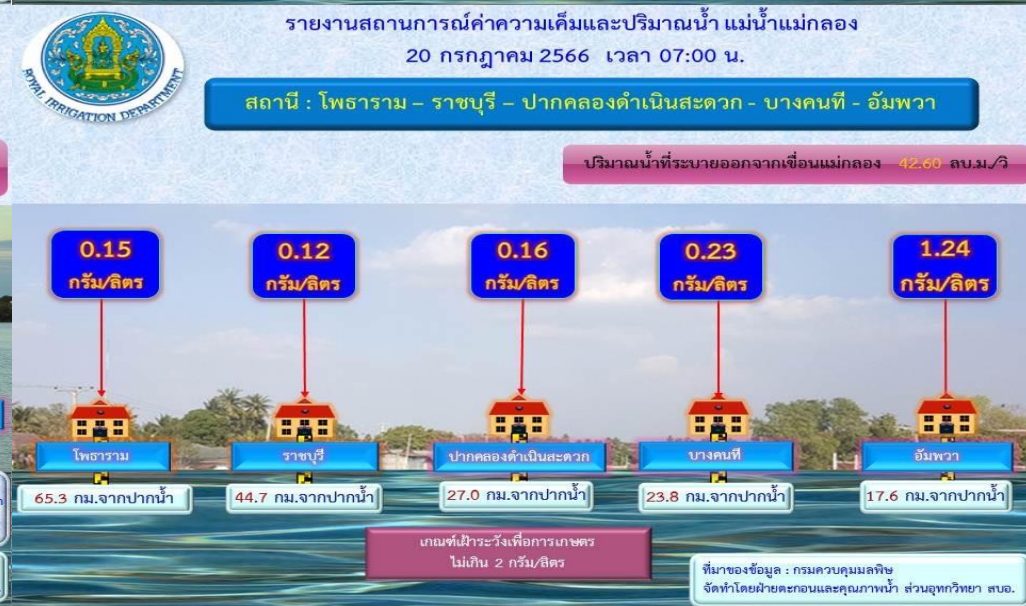 รายงานสถานการณ์ค่าความเค็มและปริมาณน้ำ แม่น้ำแม่กลอง
20 กรกฎาคม 2566 เวลา 07:00 น.
ROYAL IRRIGATION DEPARTMENT
สถานี : โพธาราม – ราชบุรี – ปากคลองดำเนินสะดวก - บางคนที - อัมพวา
ปริมาณน้ำที่ระบายออกจากเขื่อนแม่กลอง 42.60 ลบ.ม./วิ
0.15 0.12 0.16 0.23 1.24
กรัม/ลิตร กรัม/ลิตร กรัม/ลิตร กรัม/ลิตร กรัม/ลิตร
โพธาราม ราชบุรี ปากคลองดำเนินสะดวก บางคนที อัมพวา
65.3 กม.จากปากน้ำ 44.7 กม.จากปากน้ำ 27.0 กม.จากปากน้ำ 23.8 กม.จากปากน้ำ 17.6 กม.จากปากน้ำ
เกณฑ์เฝ้าระวังเพื่อการเกษตร
ไม่เกิน 2 กรัม/ลิตร
ที่มาของข้อมูล : กรมควบคุมมลพิษ
จัดทำโดยฝ่ายตะกอนและคุณภาพน้ำ ส่วนอุทกวิทยา สบอ.